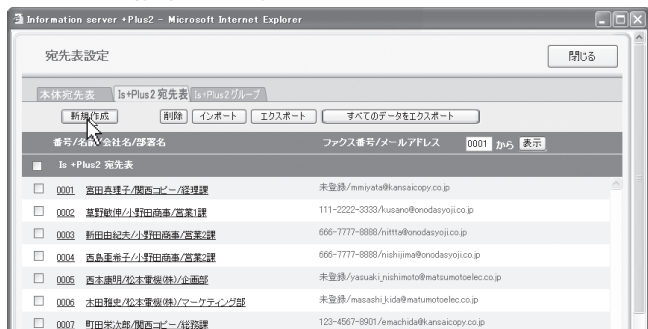 Information server +Plus2 - Microsoft Internet Explorer
宛先表設定
閉じる
本体宛先表 Is+Plus2 宛先表 Is+Plus2グループ
新規作成 削除 インポート エクスポート すべてのデータをエクスポート
番号/名前/会社名/部署名 ファクス番号/メールアドレス 0001 から 表示
Is +Plus2 宛先表
0001 宮田真理子/関西コピー/経理課 未登録/mmiyata@kansaicopy.co.jp
0002 草野敏伸/小野田商事/営業1課 111-2222-3333/kusano@onodasyoji.co.jp
0003 新田由紀夫/小野田商事/営業2課 666-7777-8888/nittta@onodasyoji.co.jp
0004 西島亜希子/小野田商事/営業2課 666-7777-8888/nishijima@onodasyoji.co.jp
0005 西本康明/松本電機(株)/企画部 未登録/yasuaki_nishimoto@matsumotoelec.co.jp
0006 木田雅史/松本電機(株)/マーケティング部 未登録/masashi_kida@matumotoelec.co.jp
0007 町田栄次郎/関西コピー/総務課 123-4567-8901/emachida@kansaicopy.co.jp